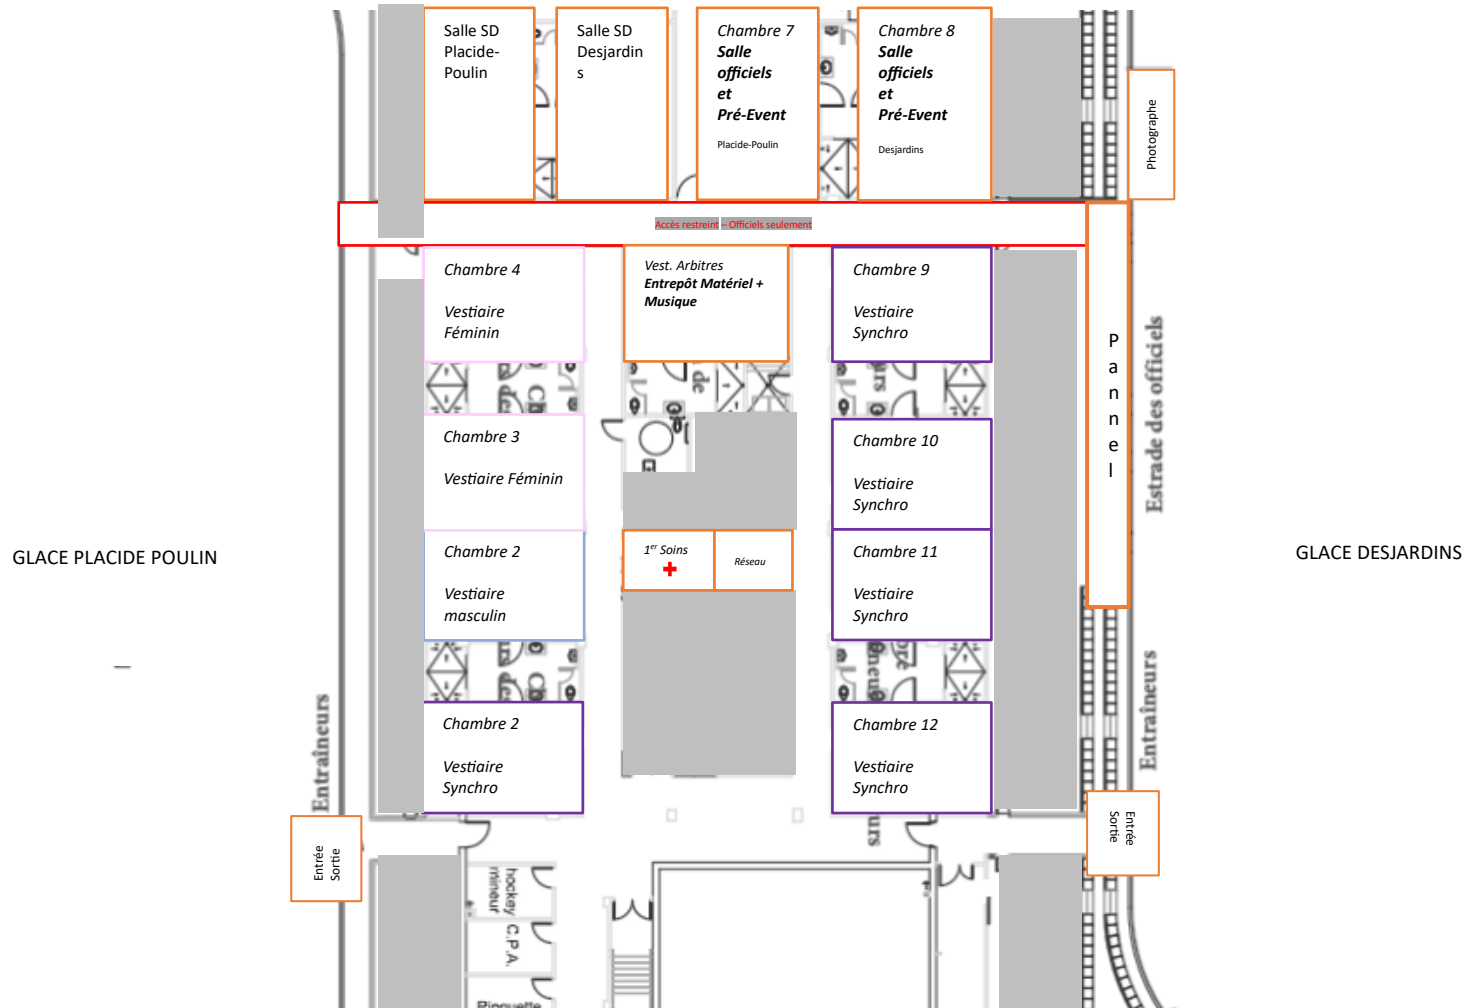 Salle SD
Placide-
Poulin
Salle SD
Desjardin
s
Chambre 7
Salle
officiels
et
Pré-Event
Placide-Poulin
Chambre 8
Salle
officiels
et
Pré-Event
Desjardins
Photographe
Accès restreint – Officiels seulement
Chambre 4
Vestiaire
Féminin
Vest. Arbitres
Entrepôt Matériel +
Musique
Chambre 9
Vestiaire
Synchro
Pannel
Estrade des officiels
de
Chambre 3
Vestiaire Féminin
Chambre 10
Vestiaire
Synchro
GLACE PLACIDE POULIN
Chambre 2
Vestiaire
masculin
1er Soins
Réseau
Chambre 11
Vestiaire
Synchro
GLACE DESJARDINS
Entraîneurs
Chambre 2
Vestiaire
Synchro
Chambre 12
Vestiaire
Synchro
Entraîneurs
Entrée
Sortie
Entrée
Sortie
hockey
mineur
C.P.A.